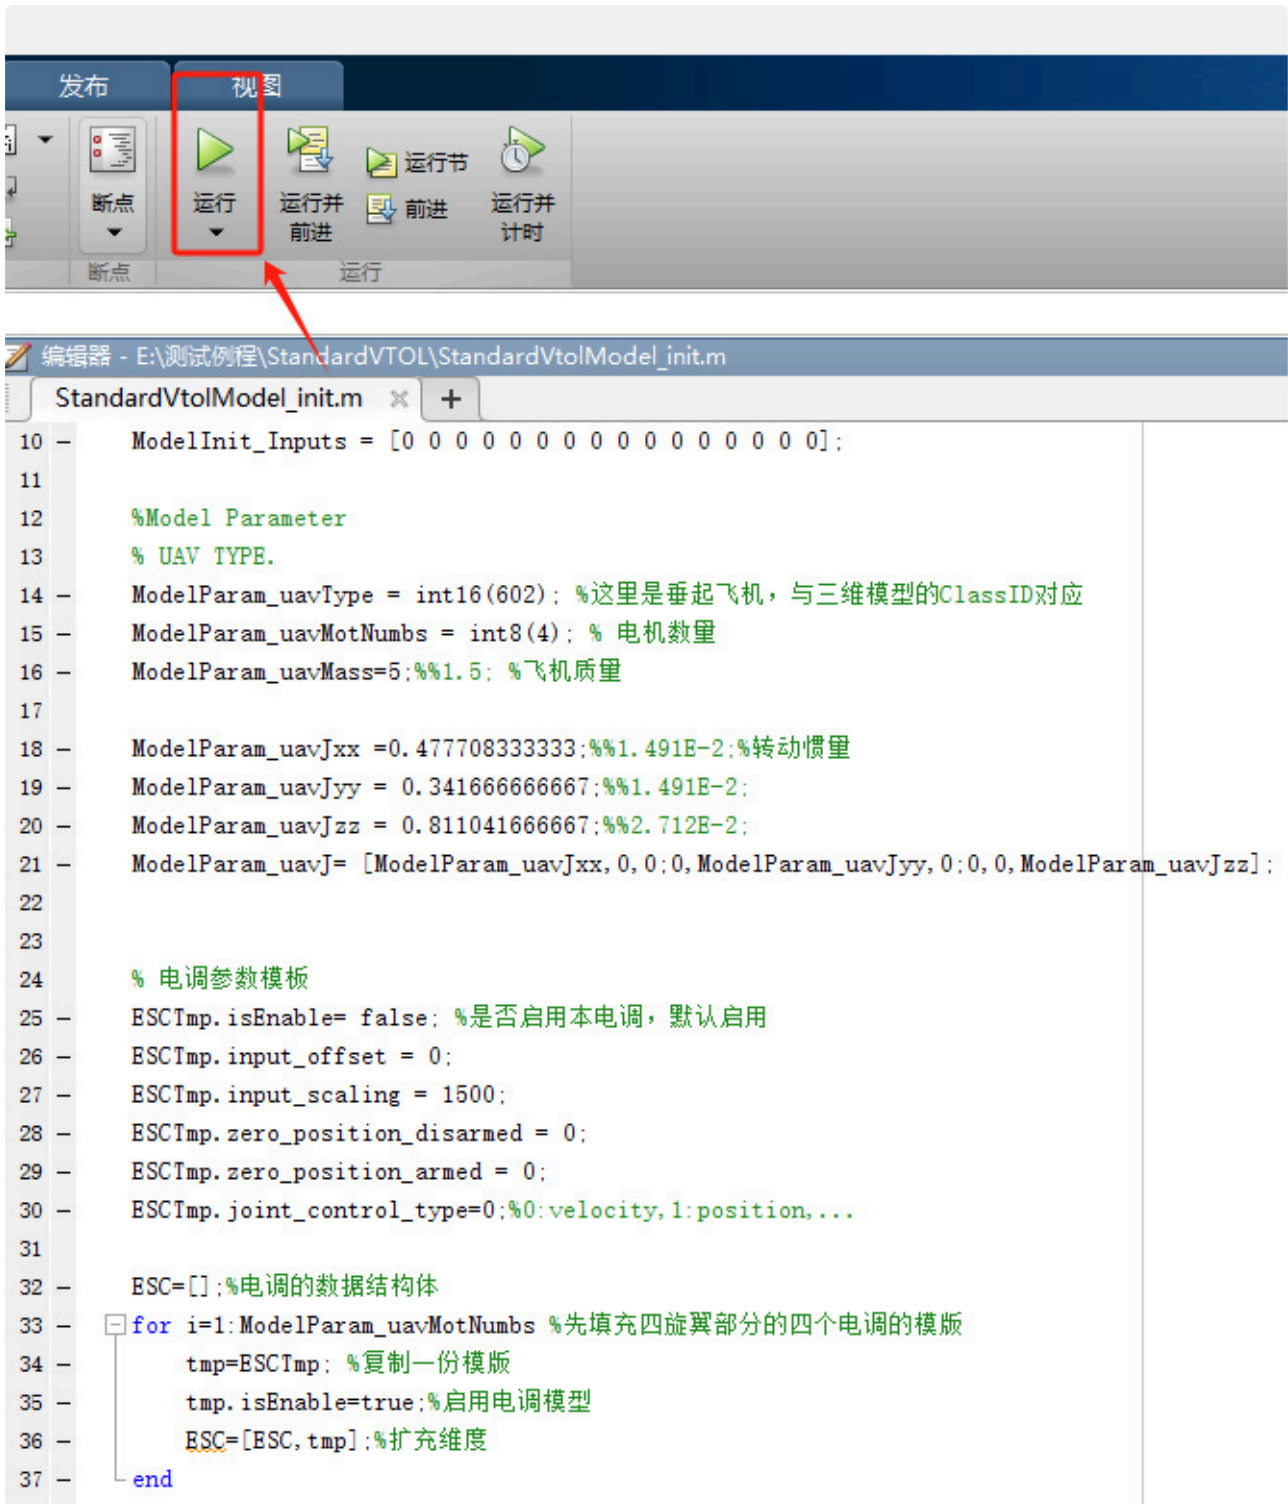 发布 视图
断点 运行 运行并前进 运行节 前进 运行并计时
断点 运行
编辑器 - E:\测试例程\StandardVTOL\StandardVtolModel_init.m
StandardVtolModel_init.m × +
10 - ModelInit_Inputs = [0 0 0 0 0 0 0 0 0 0 0 0 0 0 0 0];
11
12 %Model Parameter
13 % UAV TYPE.
14 - ModelParam_uavType = int16(602); %这里是垂起飞机，与三维模型的ClassID对应
15 - ModelParam_uavMotNumbs = int8(4); % 电机数量
16 - ModelParam_uavMass=5;%%1.5; %飞机质量
17
18 - ModelParam_uavJxx =0.477708333333;%%1.491E-2;%转动惯量
19 - ModelParam_uavJyy = 0.341666666667;%%1.491E-2;
20 - ModelParam_uavJzz = 0.811041666667;%%2.712E-2;
21 - ModelParam_uavJ= [ModelParam_uavJxx,0,0;0,ModelParam_uavJyy,0;0,0,ModelParam_uavJzz];
22
23
24 % 电调参数模板
25 - ESCTmp.isEnable= false; %是否启用本电调，默认启用
26 - ESCTmp.input_offset = 0;
27 - ESCTmp.input_scaling = 1500;
28 - ESCTmp.zero_position_disarmed = 0;
29 - ESCTmp.zero_position_armed = 0;
30 - ESCTmp.joint_control_type=0;%0:velocity,1:position,...
31
32 - ESC=[];%电调的数据结构体
33 - for i=1:ModelParam_uavMotNumbs %先填充四旋翼部分的四个电调的模版
34 - tmp=ESCTmp; %复制一份模版
35 - tmp.isEnable=true;%启用电调模型
36 - ESC=[ESC,tmp];%扩充维度
37 - end